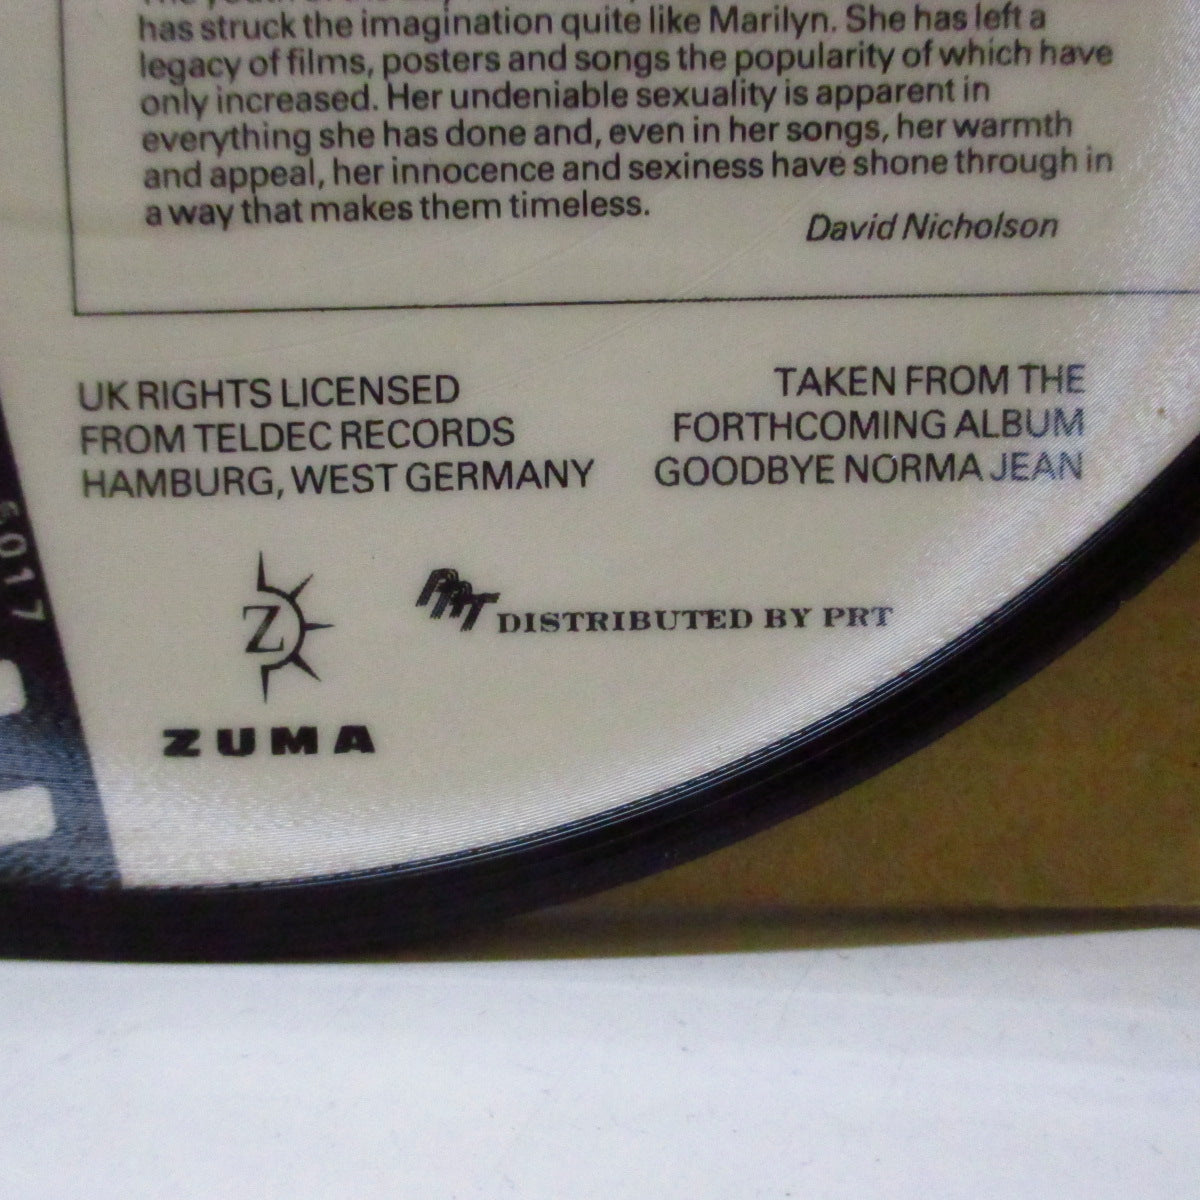 has struck the imagination quite like Marilyn. She has left a
legacy of films, posters and songs the popularity of which have
only increased. Her undeniable sexuality is apparent in
everything she has done and, even in her songs, her warmth
and appeal, her innocence and sexiness have shone through in
a way that makes them timeless.
David Nicholson
UK RIGHTS LICENSED
FROM TELDEC RECORDS
HAMBURG, WEST GERMANY
TAKEN FROM THE
FORTHCOMING ALBUM
GOODBYE NORMA JEAN
6017
Z
ZUMA
PRT DISTRIBUTED BY PRT